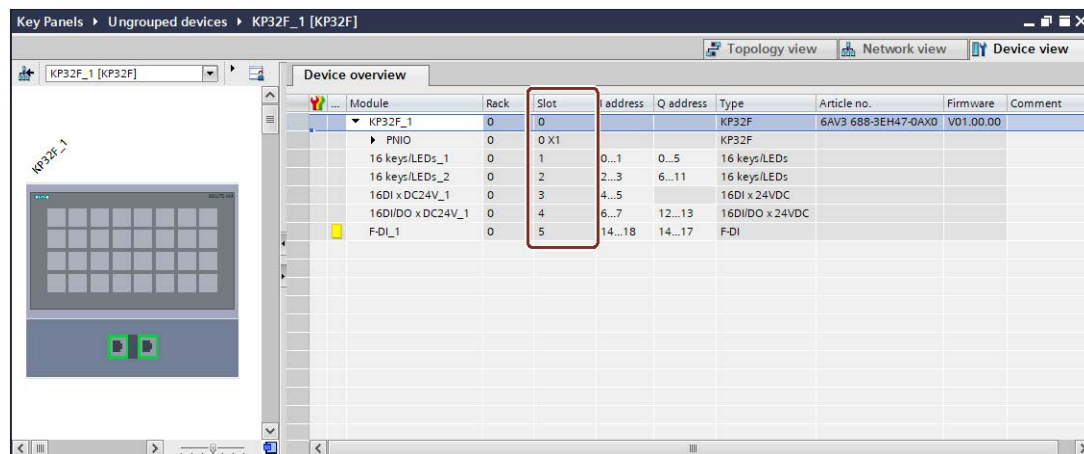 Key Panels ▸ Ungrouped devices ▸ KP32F_1 [KP32F]
Topology view Network view Device view
KP32F_1 [KP32F] Device overview
... Module Rack Slot I address Q address Type Article no. Firmware Comment
KP32F_1 0 0 KP32F 6AV3 688-3EH47-0AX0 V01.00.00
PNIO 0 0 X1 KP32F
16 keys/LEDs_1 0 1 0...1 0...5 16 keys/LEDs
16 keys/LEDs_2 0 2 2...3 6...11 16 keys/LEDs
16DI x DC24V_1 0 3 4...5 16DI x 24VDC
16DI/DO x DC24V_1 0 4 6...7 12...13 16DI/DO x 24VDC
F-DI_1 0 5 14...18 14...17 F-DI
KP32F_1